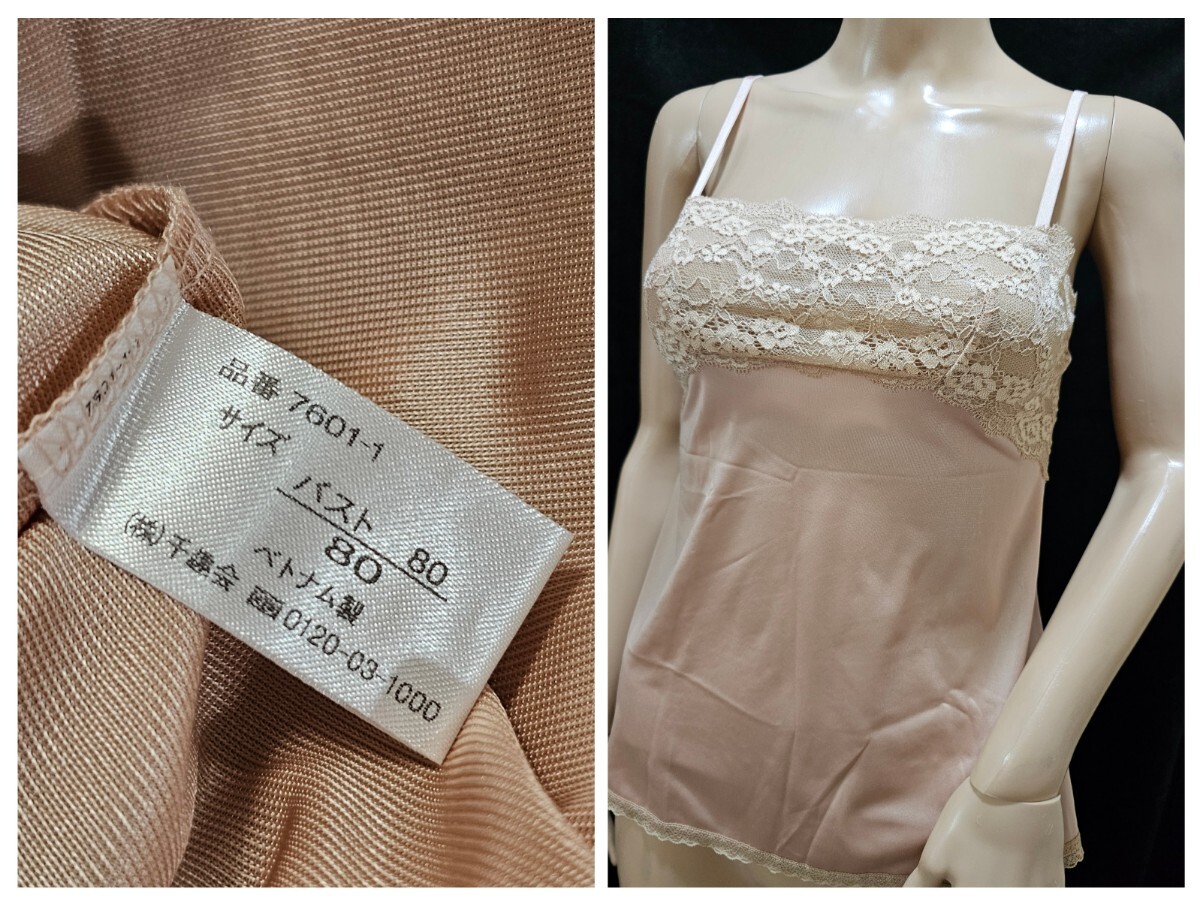 品番 7601-1
サイズ
バスト 80
80
ベトナム製
(株)千趣会 0120-03-1000